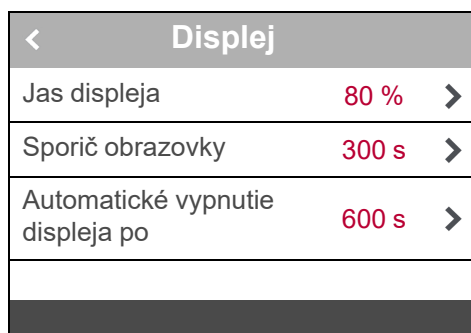 Displej
Jas displeja 80 %
Sporič obrazovky 300 s
Automatické vypnutie
displeja po 600 s